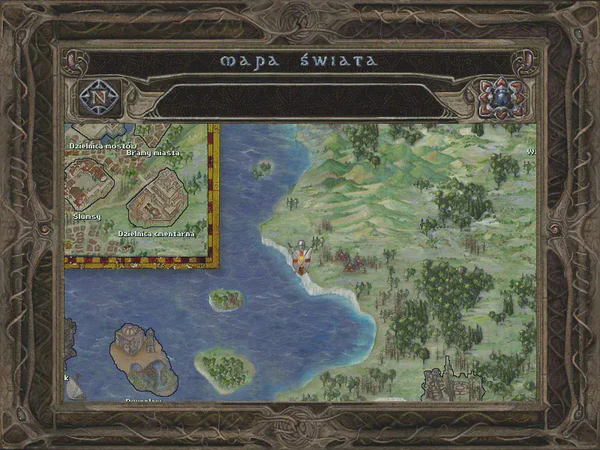 mapa świata
N
Dzielnica mostów
Bramy miasta
Slumsy
Dzielnica cmentarna